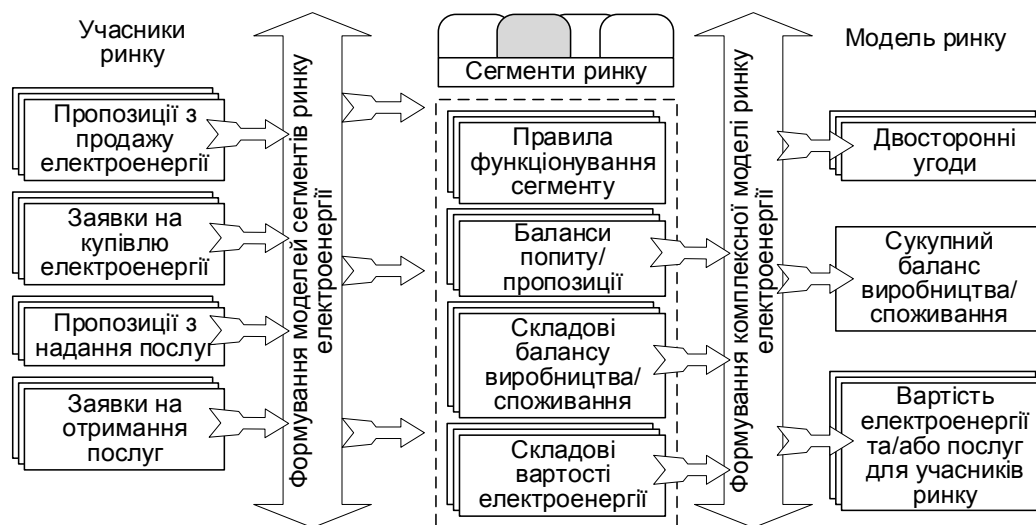 Учасники
ринку
Пропозиції з
продажу
електроенергії
Заявки на
купівлю
електроенергії
Пропозиції з
надання послуг
Заявки на
отримання
послуг
Формування моделей сегментів ринку
електроенергії
Сегменти ринку
Правила
функціонування
сегменту
Баланси
попиту/
пропозиції
Складові
балансу
виробництва/
споживання
Складові
вартості
електроенергії
Формування комплексної моделі ринку
електроенергії
Модель ринку
Двосторонні
угоди
Сукупний
баланс
виробництва/
споживання
Вартість
електроенергії
та/або послуг
для учасників
ринку